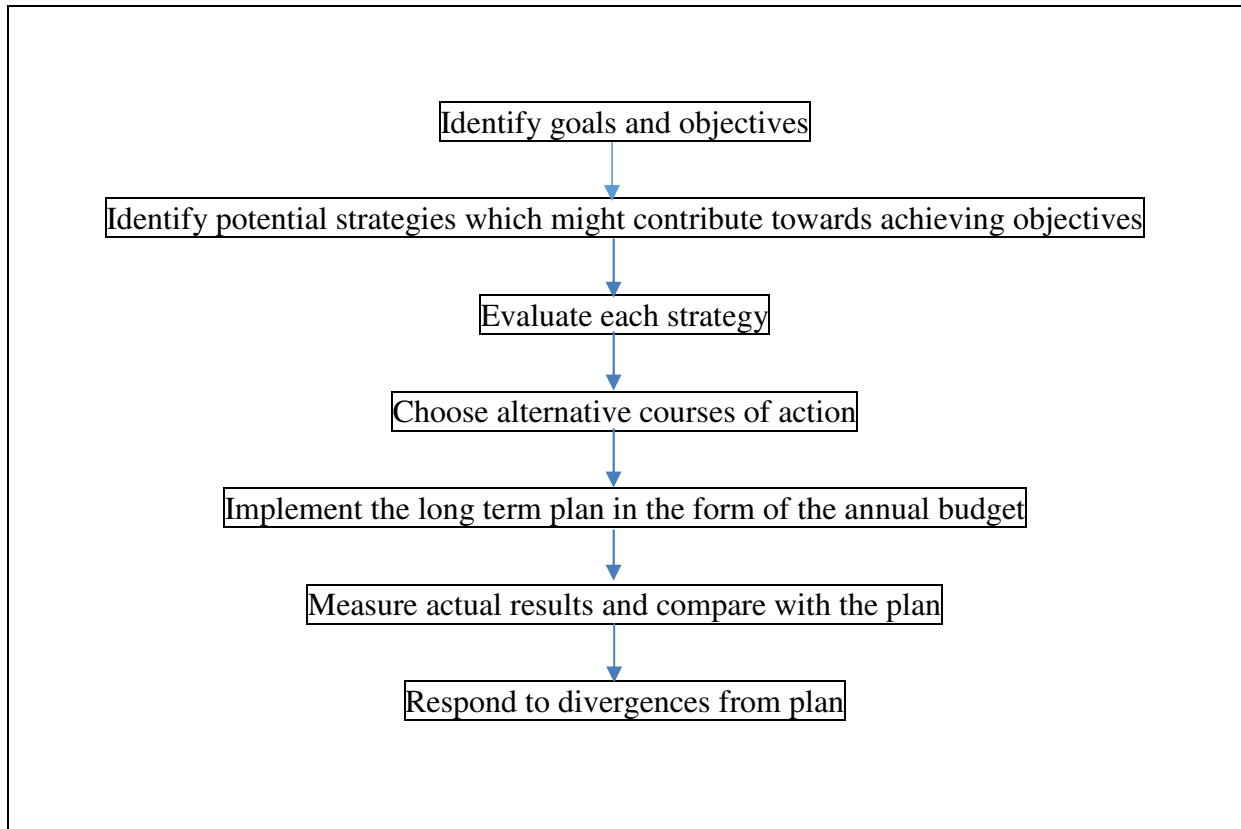 Identify goals and objectives
Identify potential strategies which might contribute towards achieving objectives
Evaluate each strategy
Choose alternative courses of action
Implement the long term plan in the form of the annual budget
Measure actual results and compare with the plan
Respond to divergences from plan